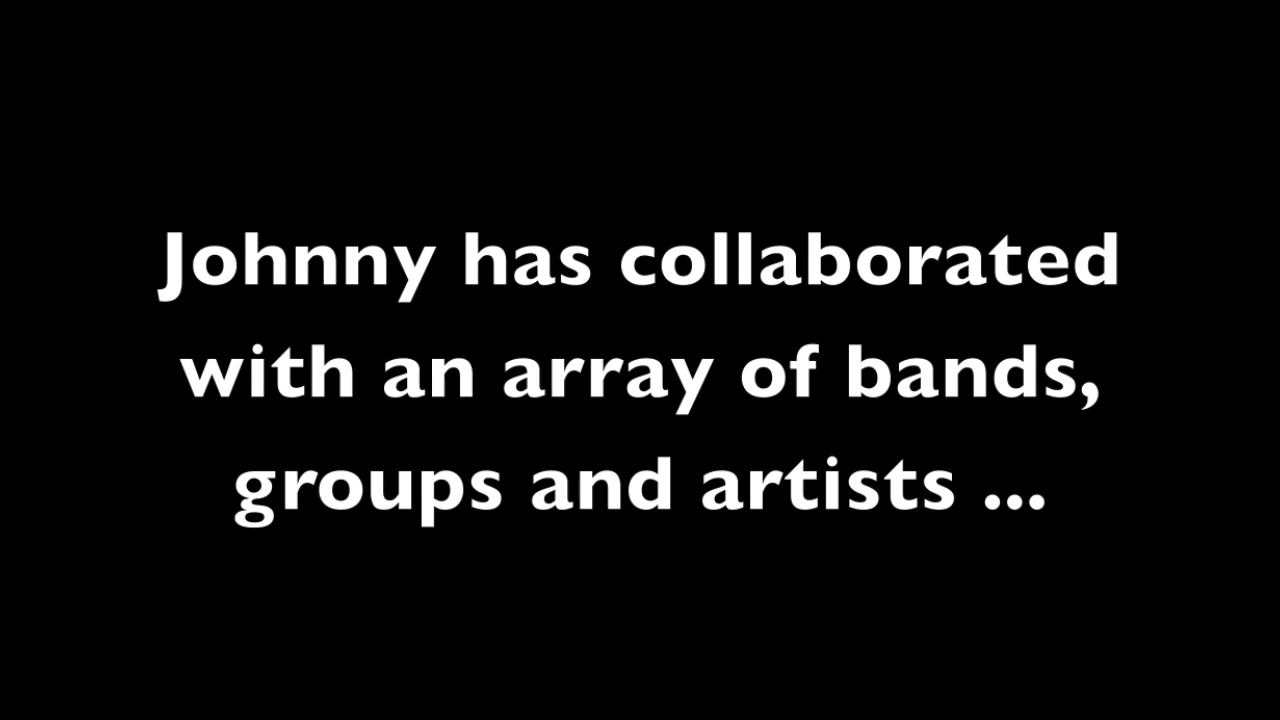 Johnny has collaborated
with an array of bands,
groups and artists ...